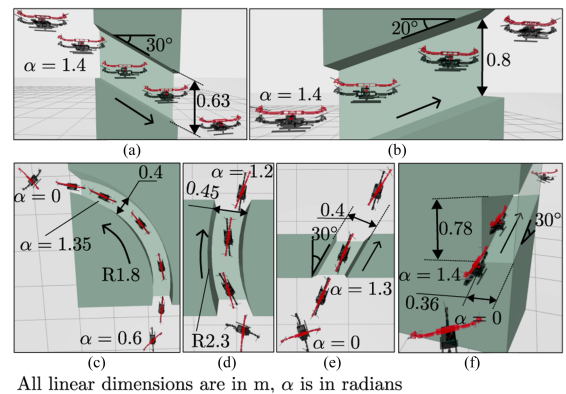 30°
α = 1.4
0.63
(a)
20°
0.8
α = 1.4
(b)
0.4
α = 0
α = 1.35
R1.8
α = 0.6
(c)
α = 1.2
0.45
R2.3
(d)
0.4
30°
α = 1.3
α = 0
(e)
0.78
30°
α = 1.4
0.36
α = 0
(f)
All linear dimensions are in m, α is in radians